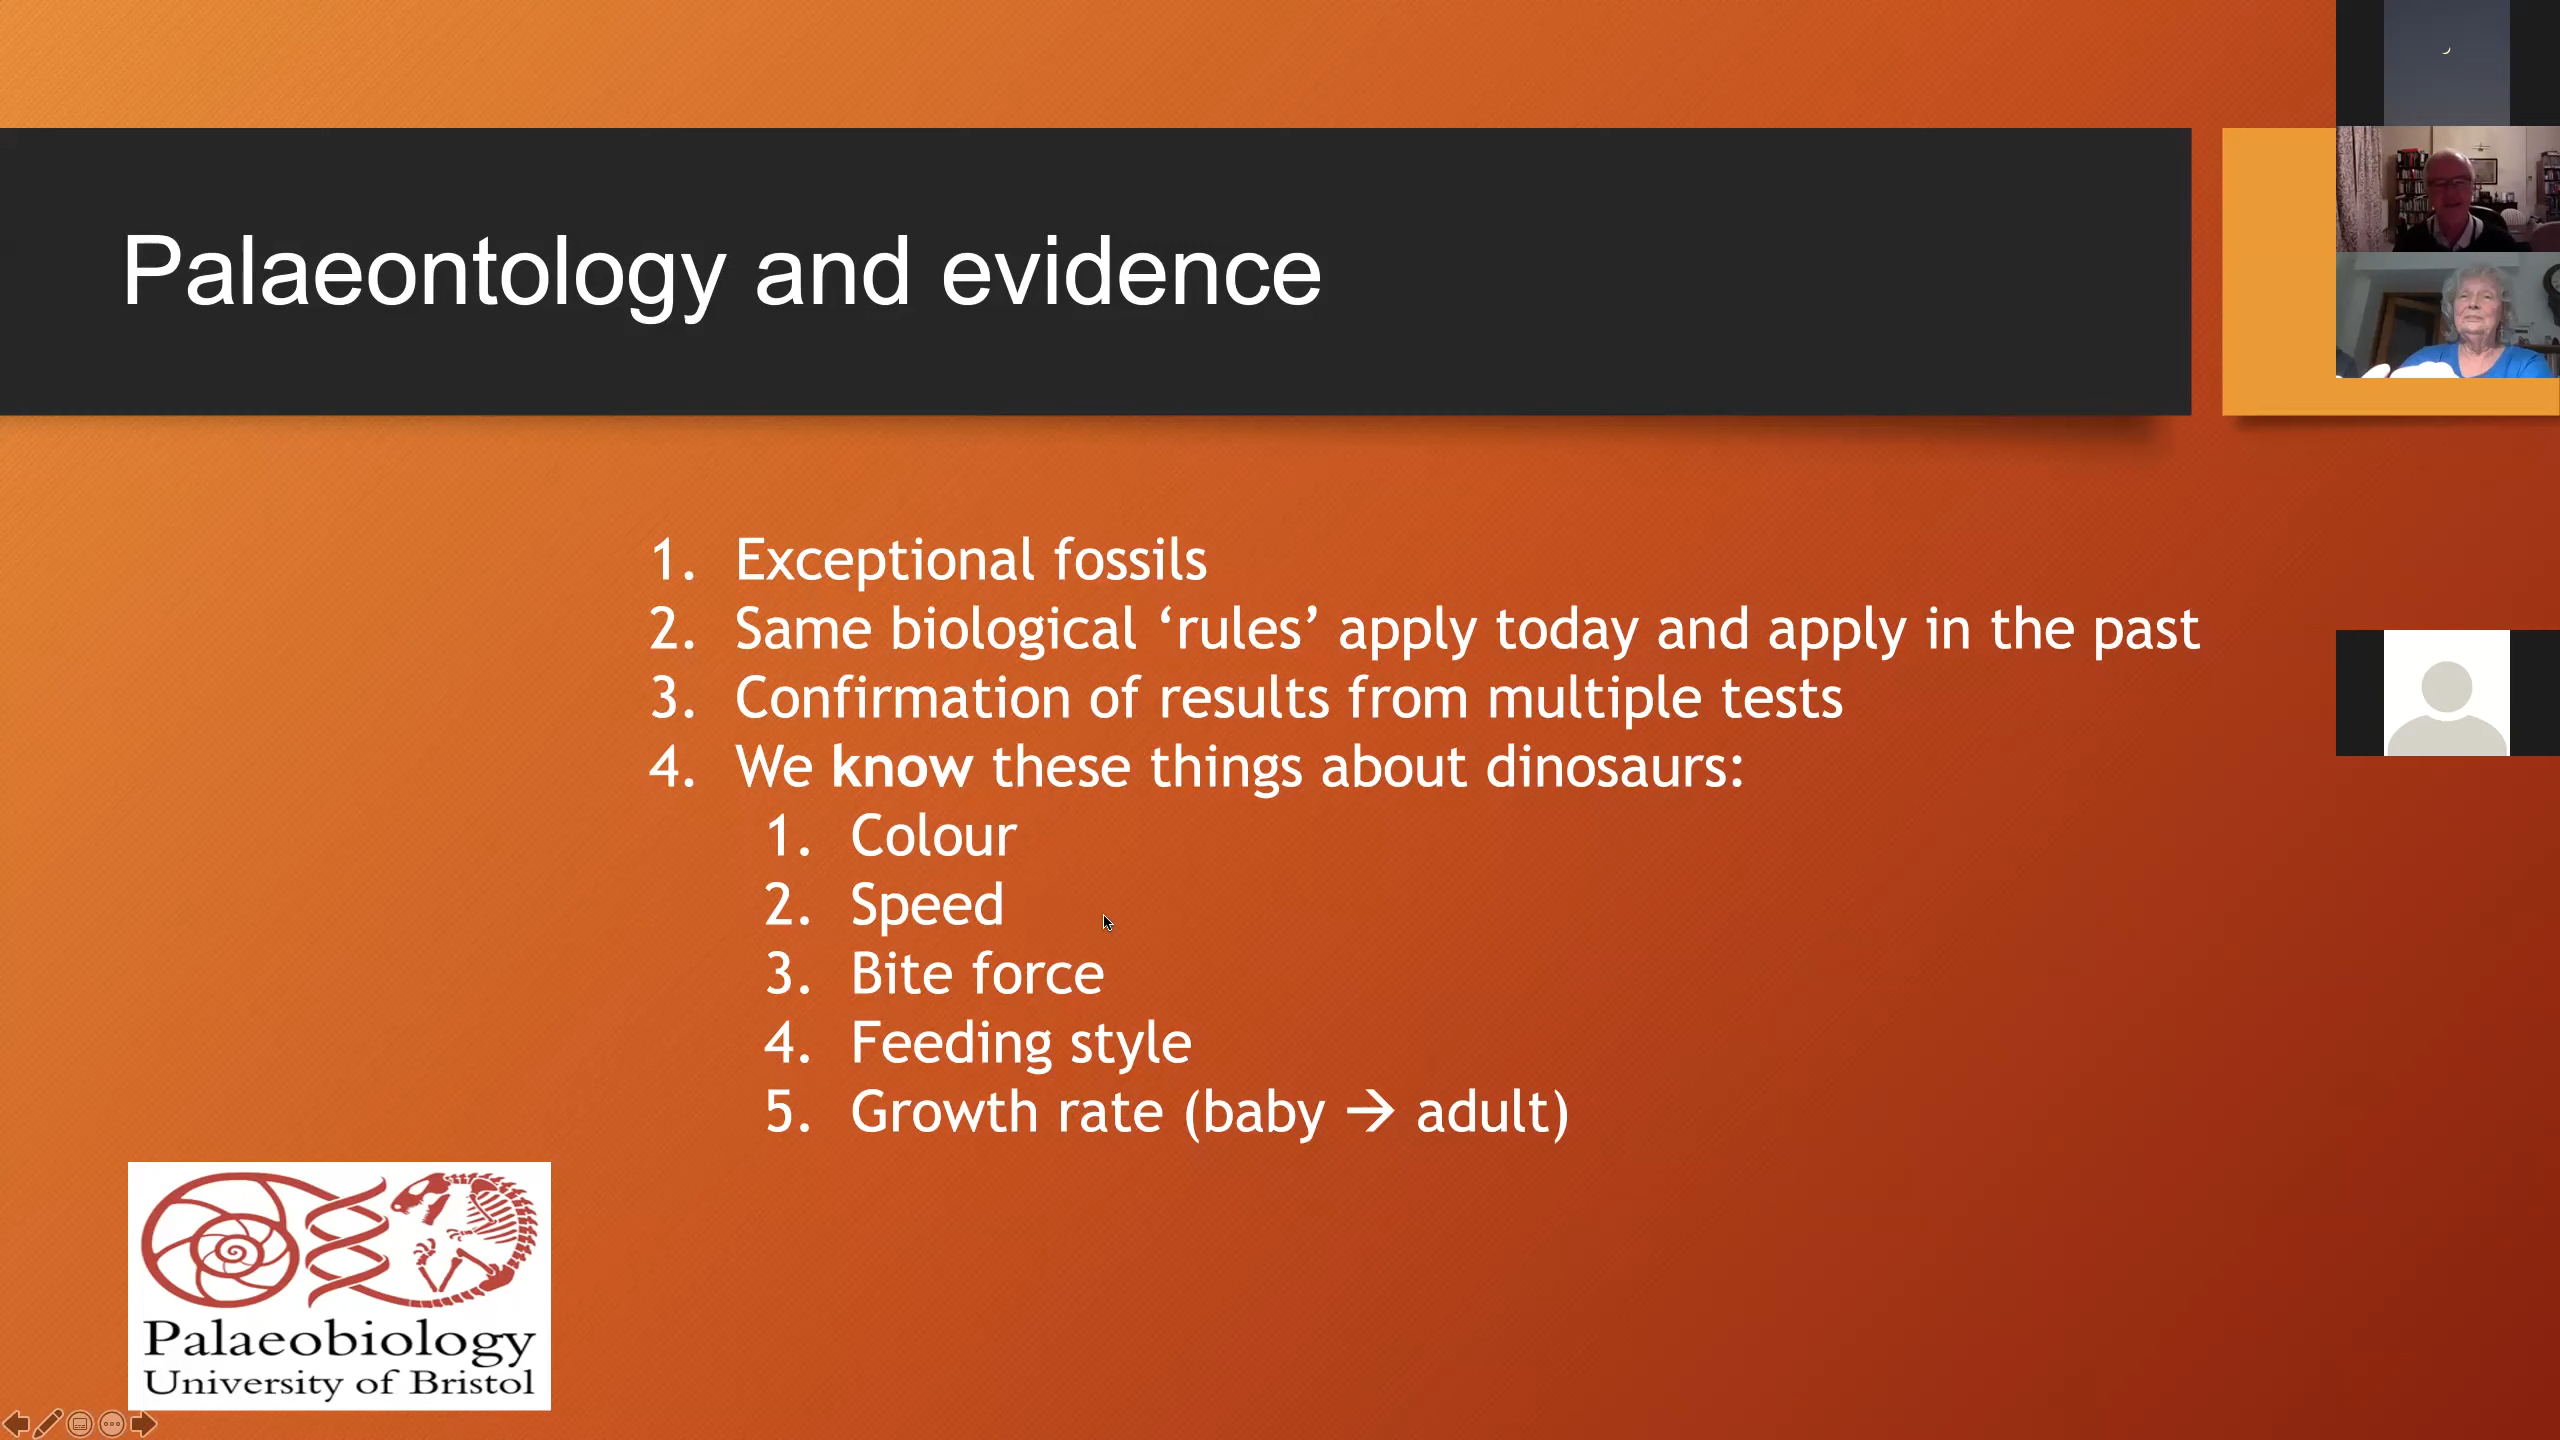 Palaeontology and evidence
1. Exceptional fossils
2. Same biological ‘rules’ apply today and apply in the past
3. Confirmation of results from multiple tests
4. We know these things about dinosaurs:
1. Colour
2. Speed
3. Bite force
4. Feeding style
5. Growth rate (baby → adult)
Palaeobiology
University of Bristol